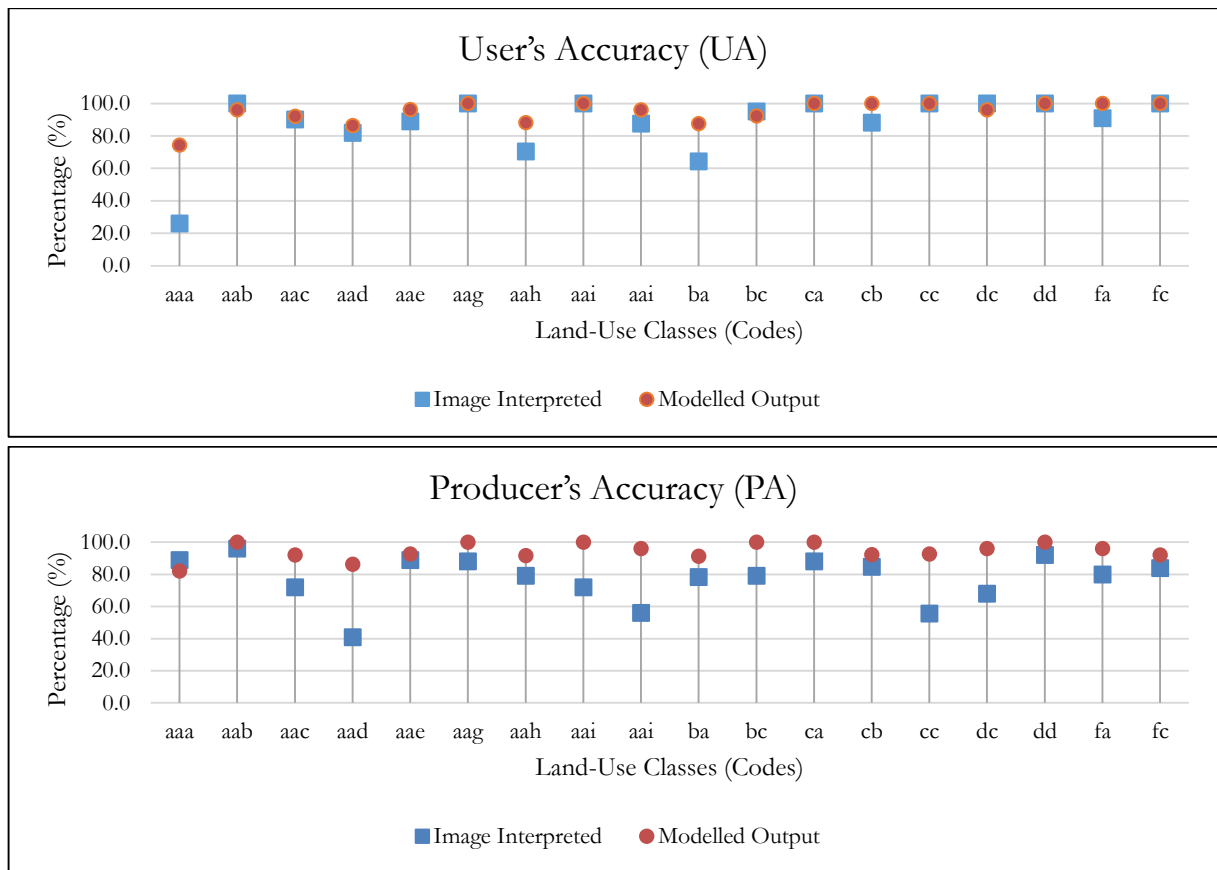 User’s Accuracy (UA)
Percentage (%)
100.0
80.0
60.0
40.0
20.0
0.0
aaa aab aac aad aae aag aah aai aai ba bc ca cb cc dc dd fa fc
Land-Use Classes (Codes)
Image Interpreted Modelled Output
Producer’s Accuracy (PA)
Percentage (%)
100.0
80.0
60.0
40.0
20.0
0.0
aaa aab aac aad aae aag aah aai aai ba bc ca cb cc dc dd fa fc
Land-Use Classes (Codes)
Image Interpreted Modelled Output